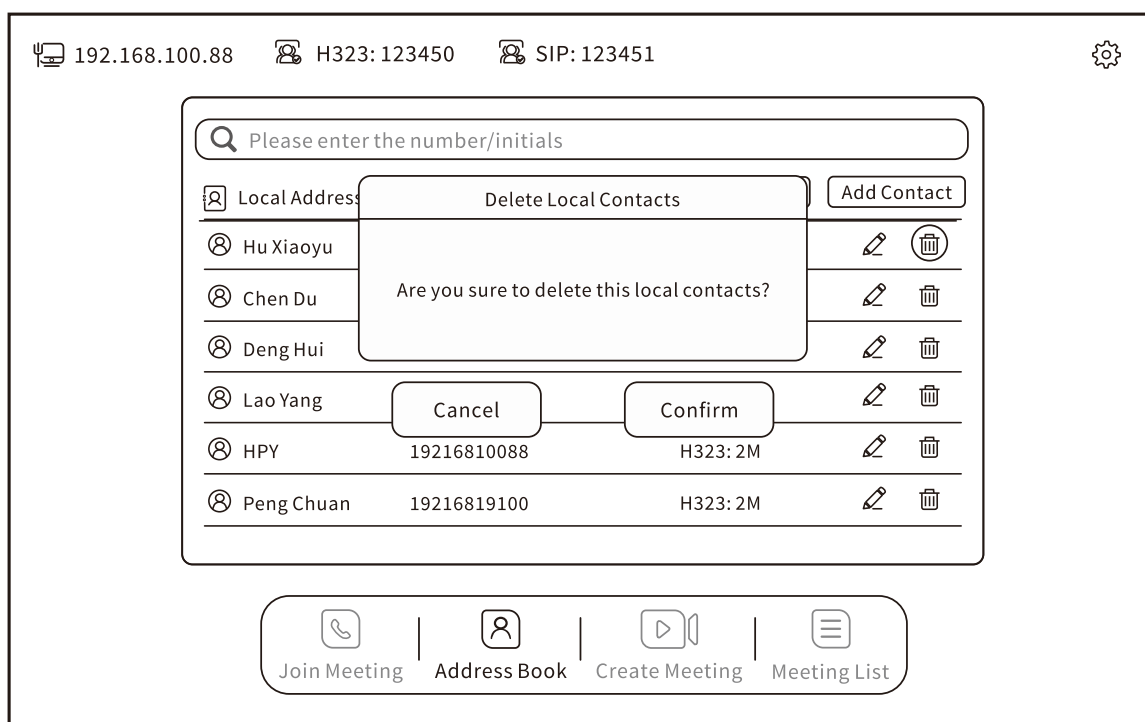 192.168.100.88 H323: 123450 SIP: 123451
Please enter the number/initials
Local Address Add Contact
Delete Local Contacts
Hu Xiaoyu
Are you sure to delete this local contacts?
Chen Du
Deng Hui
Lao Yang
Cancel Confirm
HPY 19216810088 H323: 2M
Peng Chuan 19216819100 H323: 2M
Join Meeting Address Book Create Meeting Meeting List